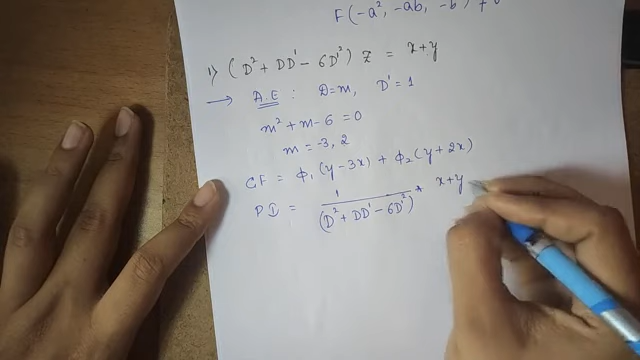 F(-a², -ab, -b²) ≠ 0
1) (D² + DD' - 6D'²) Z = x+y
→ A.E : D=m, D'=1
m² + m - 6 = 0
m = -3, 2
CF = ϕ₁(y-3x) + ϕ₂(y+2x)
PI = 1/(D² + DD' - 6D'²) * x+y